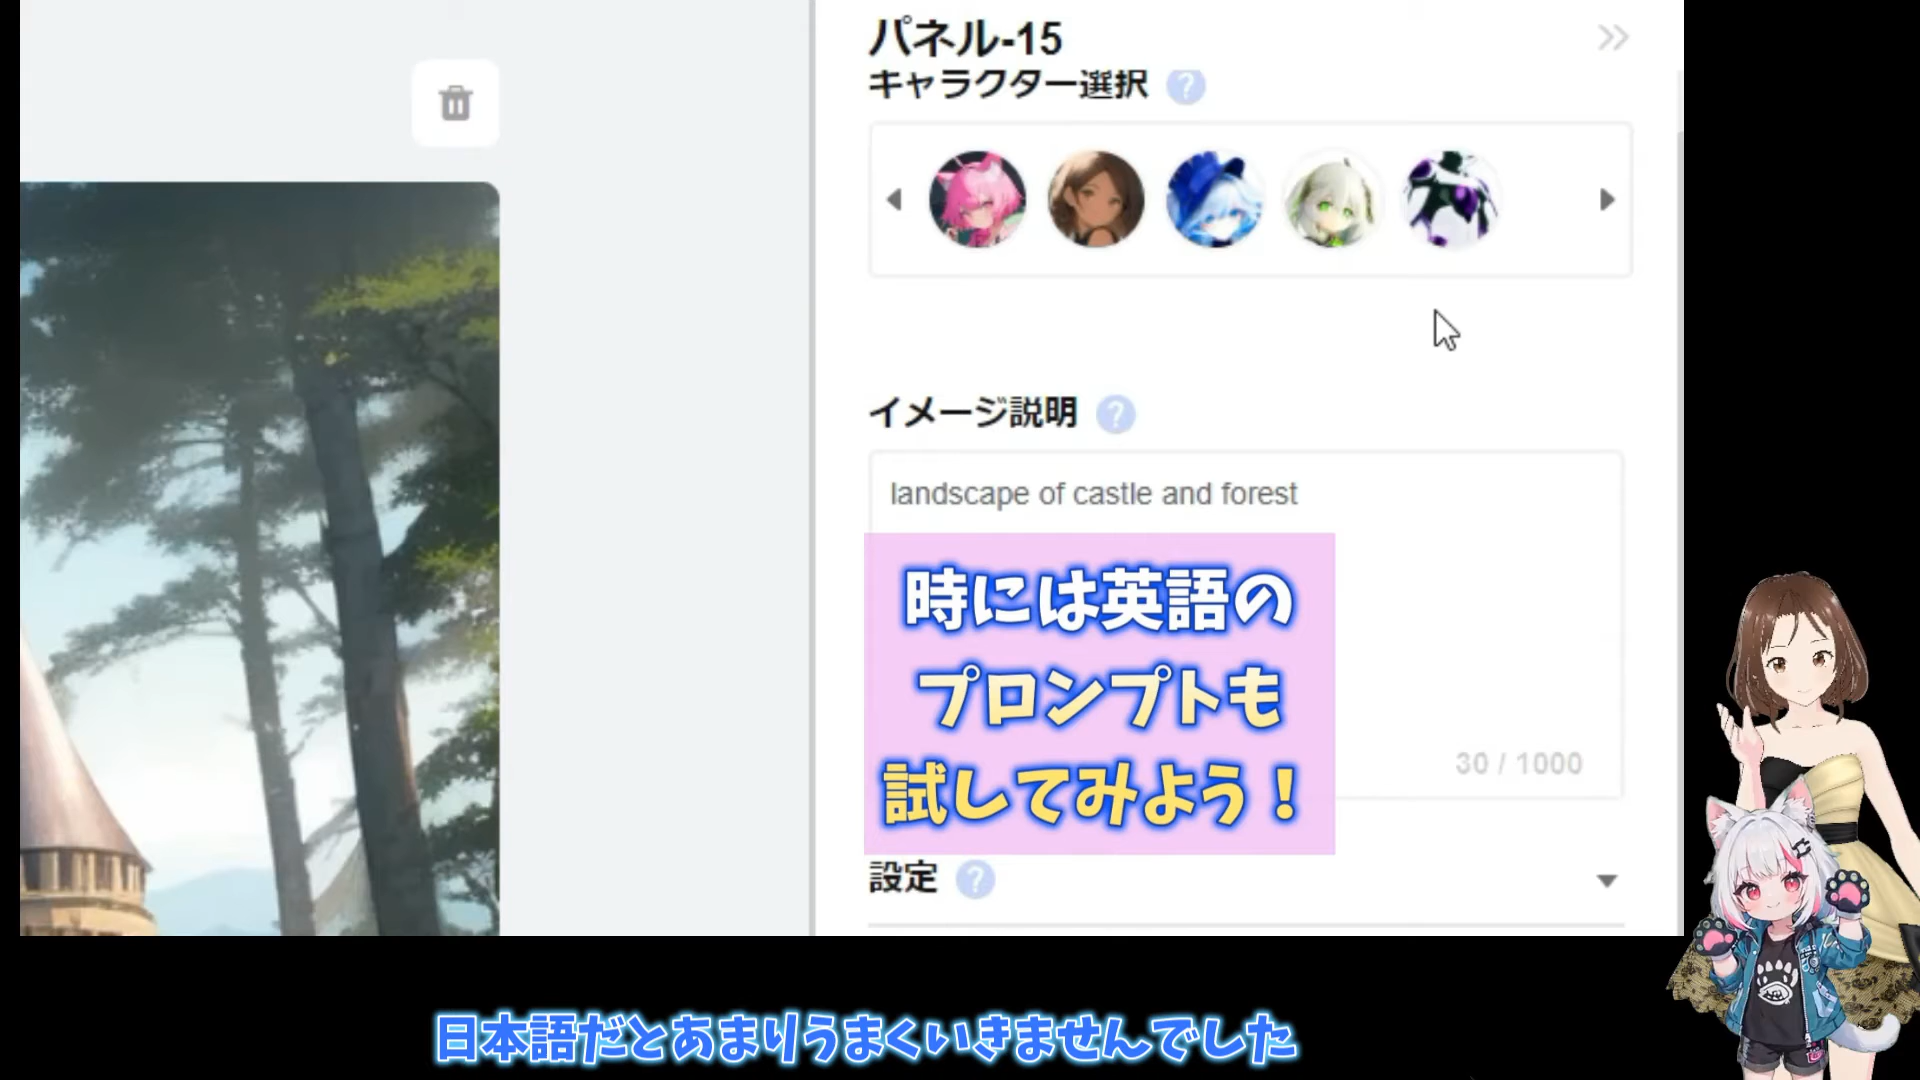 パネル-15
キャラクター選択 ?
イメージ説明 ?
landscape of castle and forest
時には英語の
プロンプトも
試してみよう！
30 / 1000
設定 ?
日本語だとあまりうまくいきませんでした